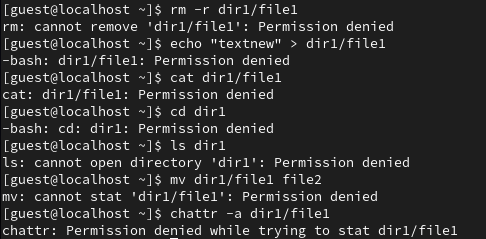 [guest@localhost ~]$ rm -r dir1/file1
rm: cannot remove 'dir1/file1': Permission denied
[guest@localhost ~]$ echo "textnew" > dir1/file1
-bash: dir1/file1: Permission denied
[guest@localhost ~]$ cat dir1/file1
cat: dir1/file1: Permission denied
[guest@localhost ~]$ cd dir1
-bash: cd: dir1: Permission denied
[guest@localhost ~]$ ls dir1
ls: cannot open directory 'dir1': Permission denied
[guest@localhost ~]$ mv dir1/file1 file2
mv: cannot stat 'dir1/file1': Permission denied
[guest@localhost ~]$ chattr -a dir1/file1
chattr: Permission denied while trying to stat dir1/file1